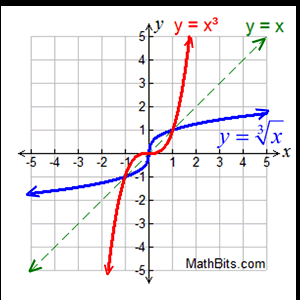 y = x³
y = x
y
5
4
3
2
1
y = ∛x
x
-5 -4 -3 -2 -1 1 2 3 4 5
-1
-2
-3
-4
-5
MathBits.com